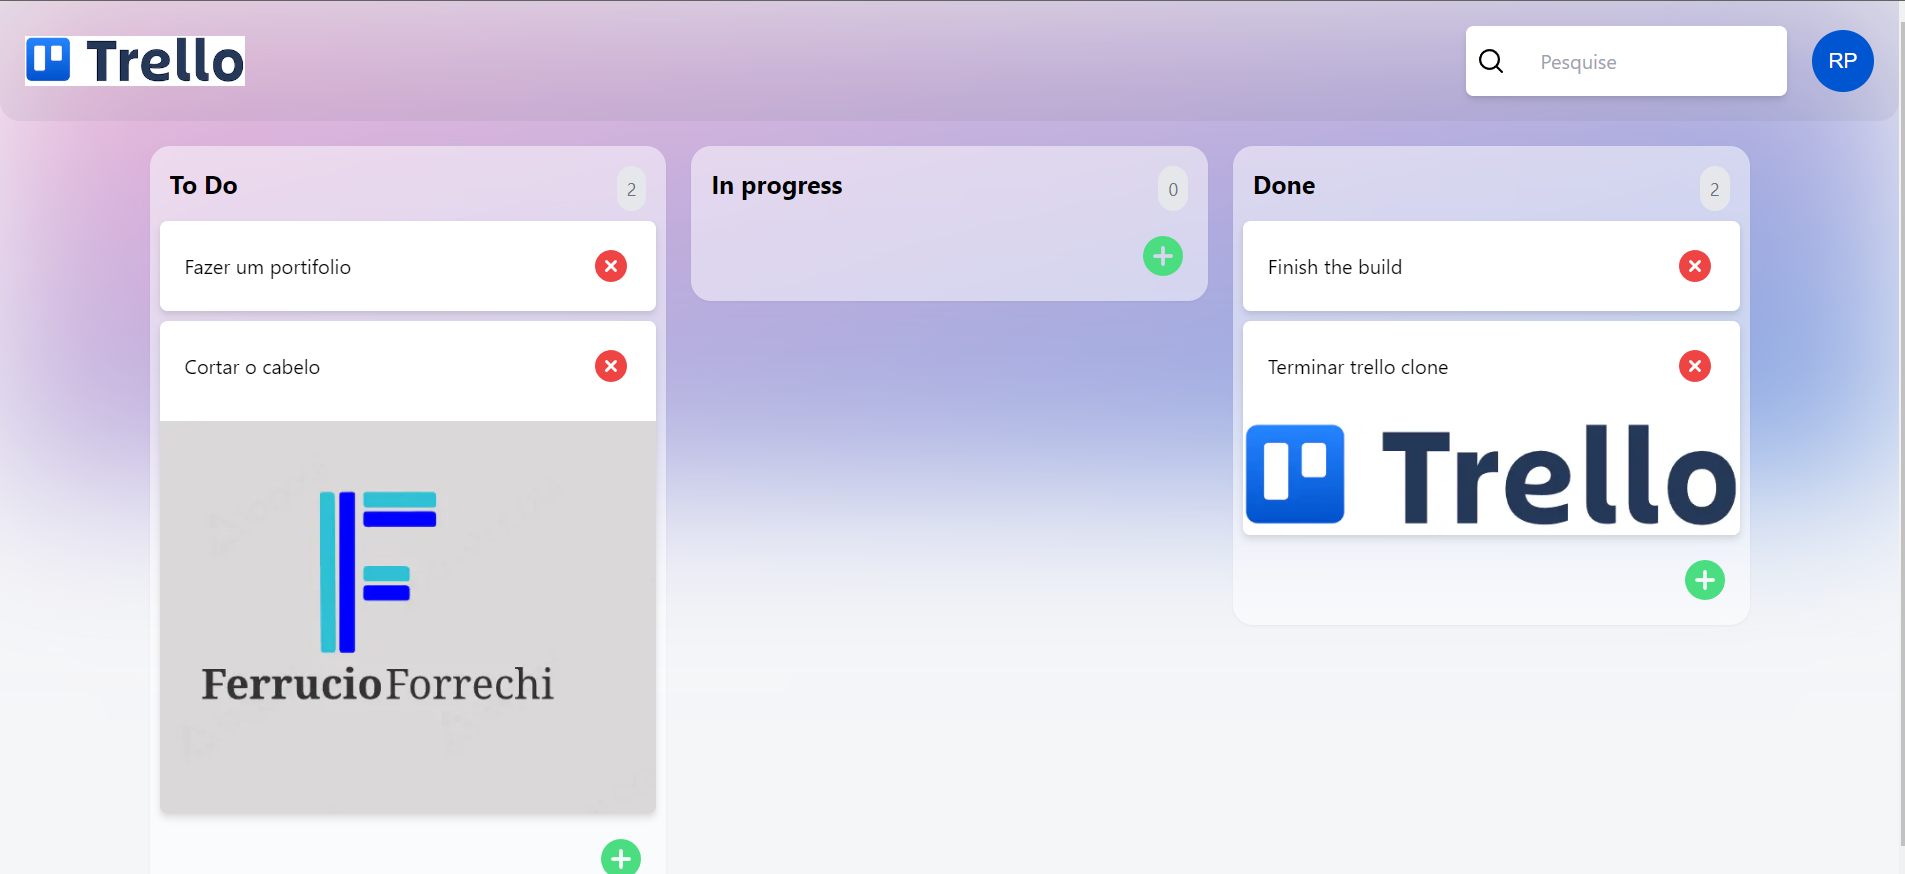 Trello
Pesquise
RP
To Do
2
Fazer um portifolio
Cortar o cabelo
FerrucioForrechi
In progress
0
Done
2
Finish the build
Terminar trello clone
Trello